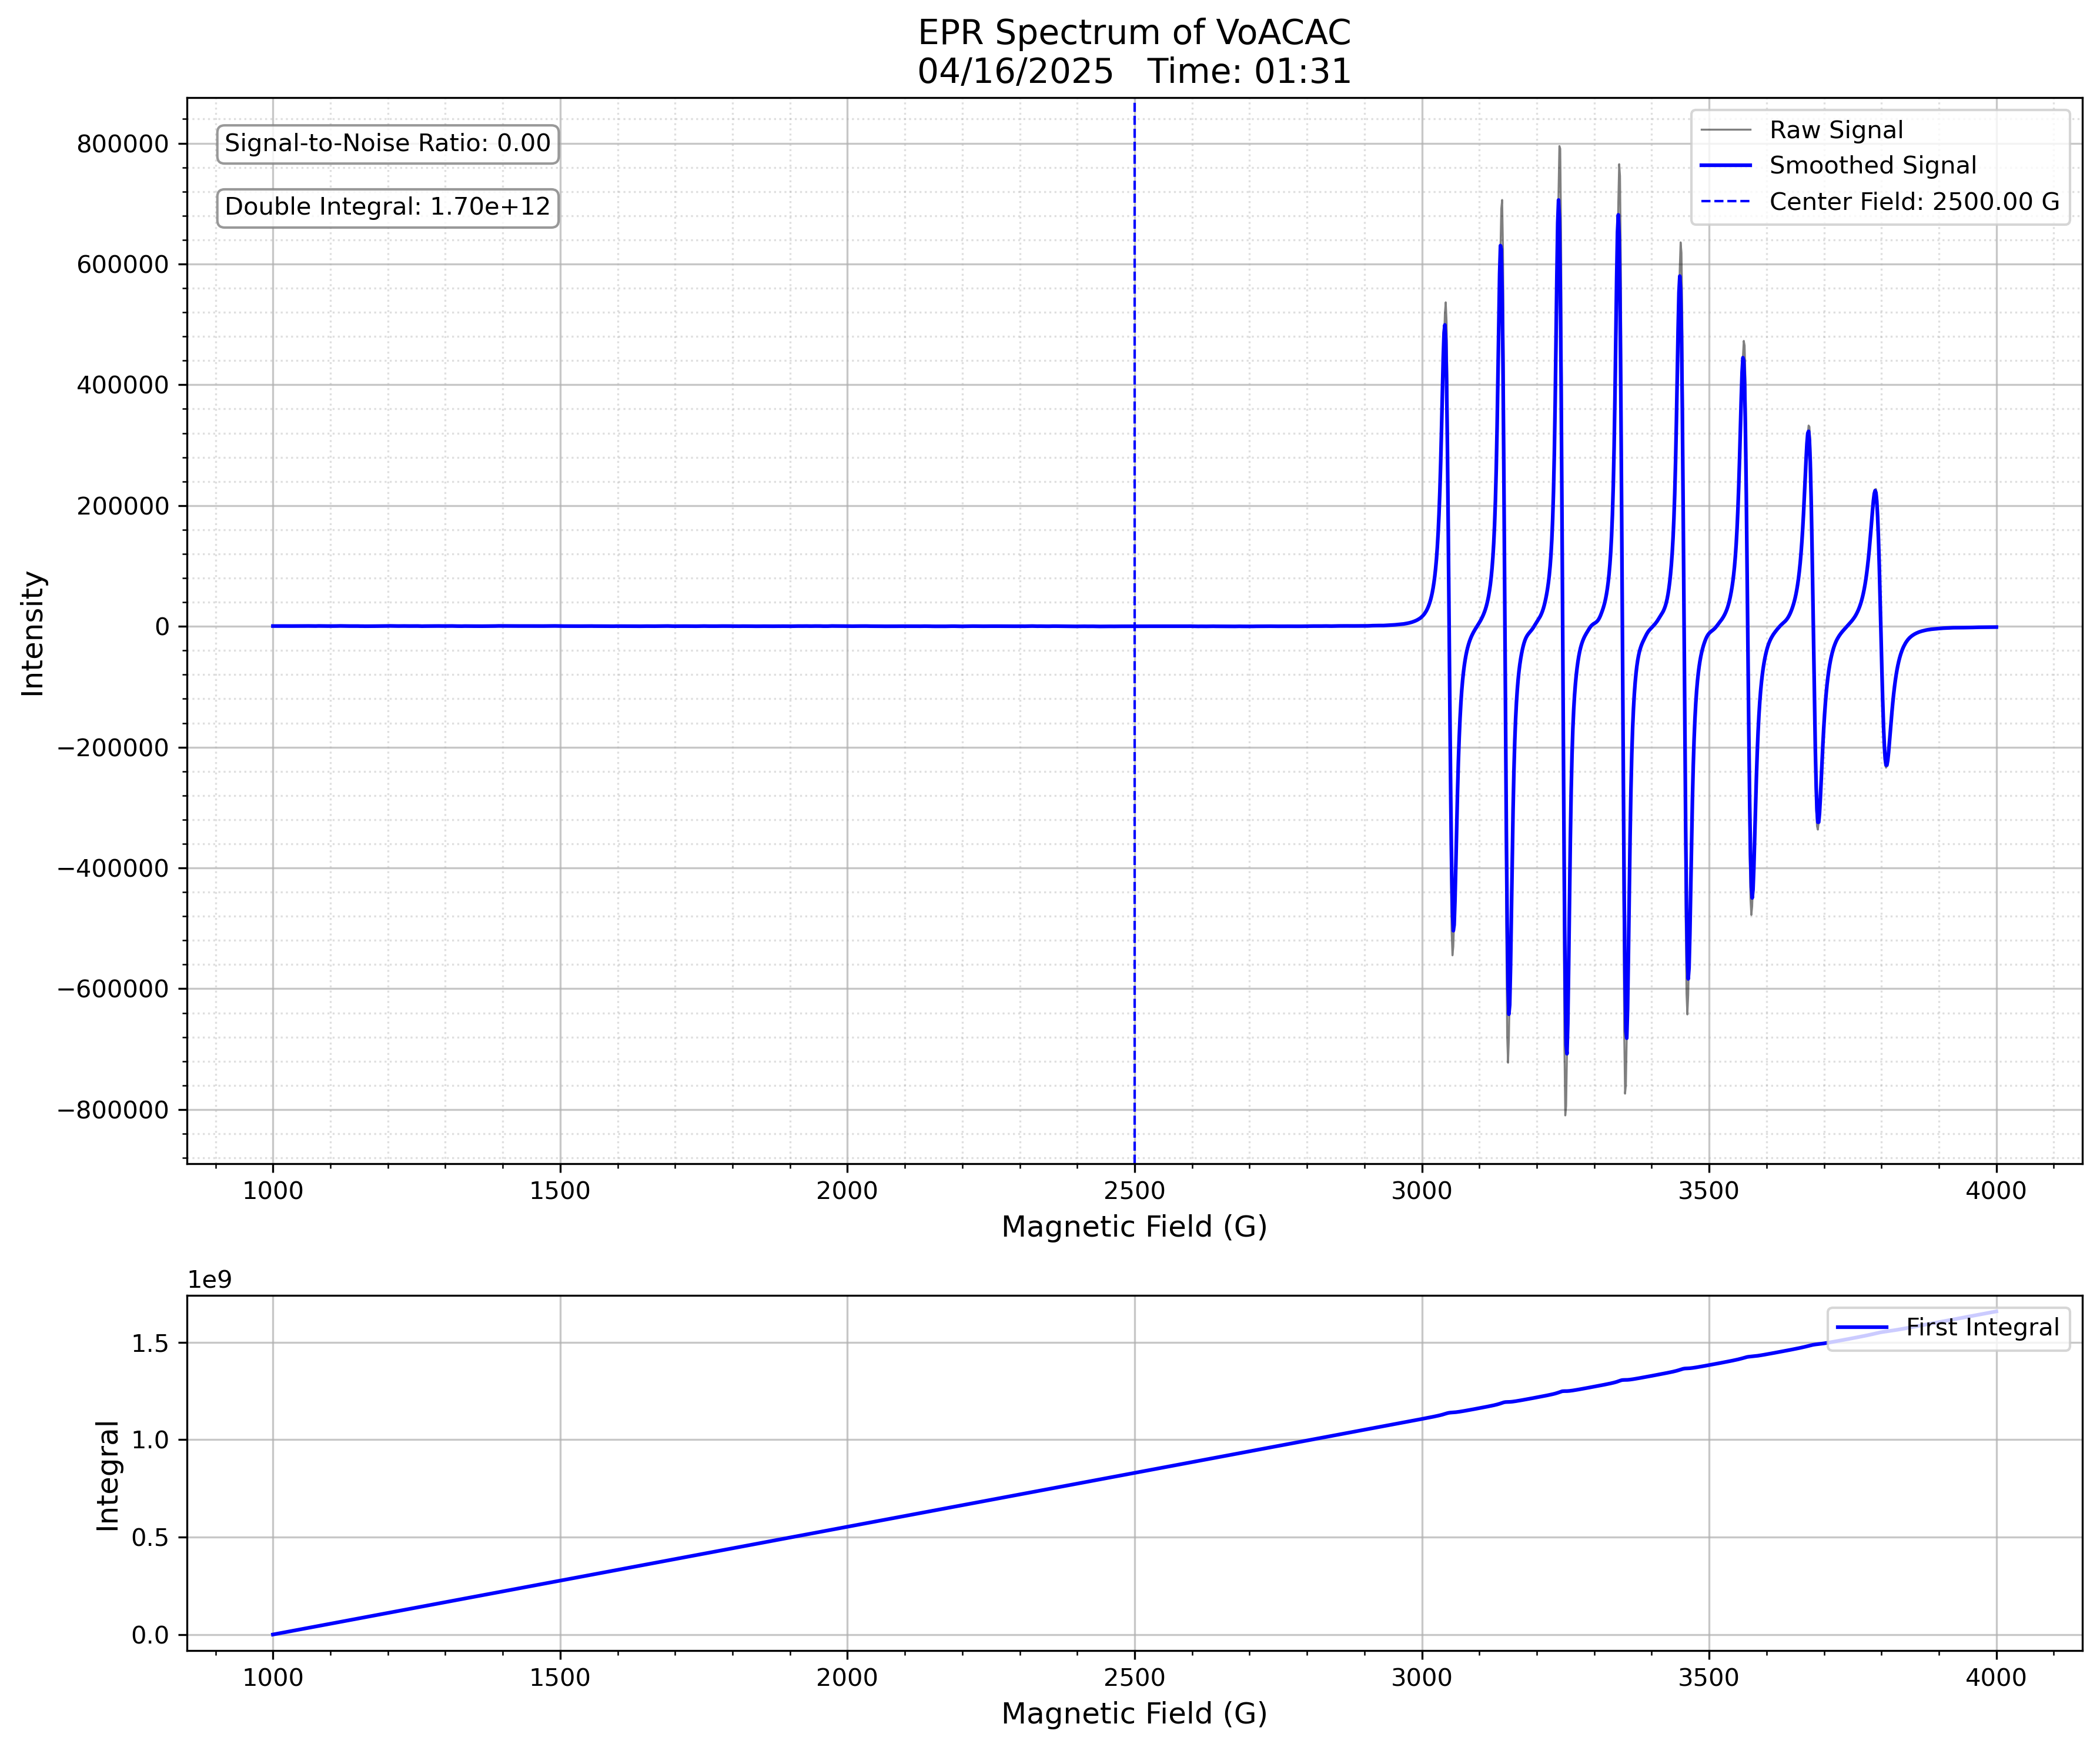 EPR Spectrum of VoACAC
04/16/2025   Time: 01:31
Signal-to-Noise Ratio: 0.00
Double Integral: 1.70e+12
Raw Signal
Smoothed Signal
Center Field: 2500.00 G
Intensity
800000
600000
400000
200000
0
−200000
−400000
−600000
−800000
1000 1500 2000 2500 3000 3500 4000
Magnetic Field (G)
1e9
First Integral
Integral
1.5
1.0
0.5
0.0
1000 1500 2000 2500 3000 3500 4000
Magnetic Field (G)